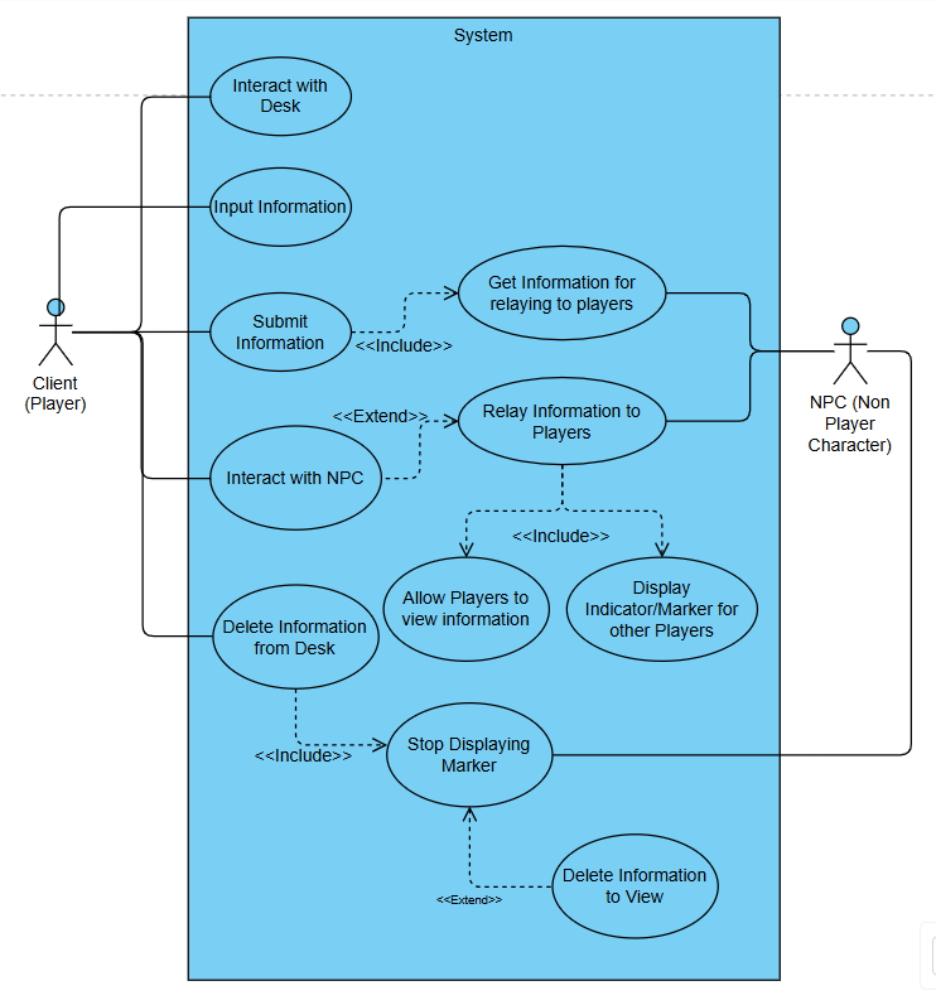 System
Interact with
Desk
Input Information
Get Information for
relaying to players
Submit
Information
<<Include>>
Client
(Player)
NPC (Non
Player
Character)
<<Extend>>
Relay Information to
Players
Interact with NPC
<<Include>>
Allow Players to
view information
Display
Indicator/Marker for
other Players
Delete Information
from Desk
<<Include>>
Stop Displaying
Marker
Delete Information
to View
<<Extend>>